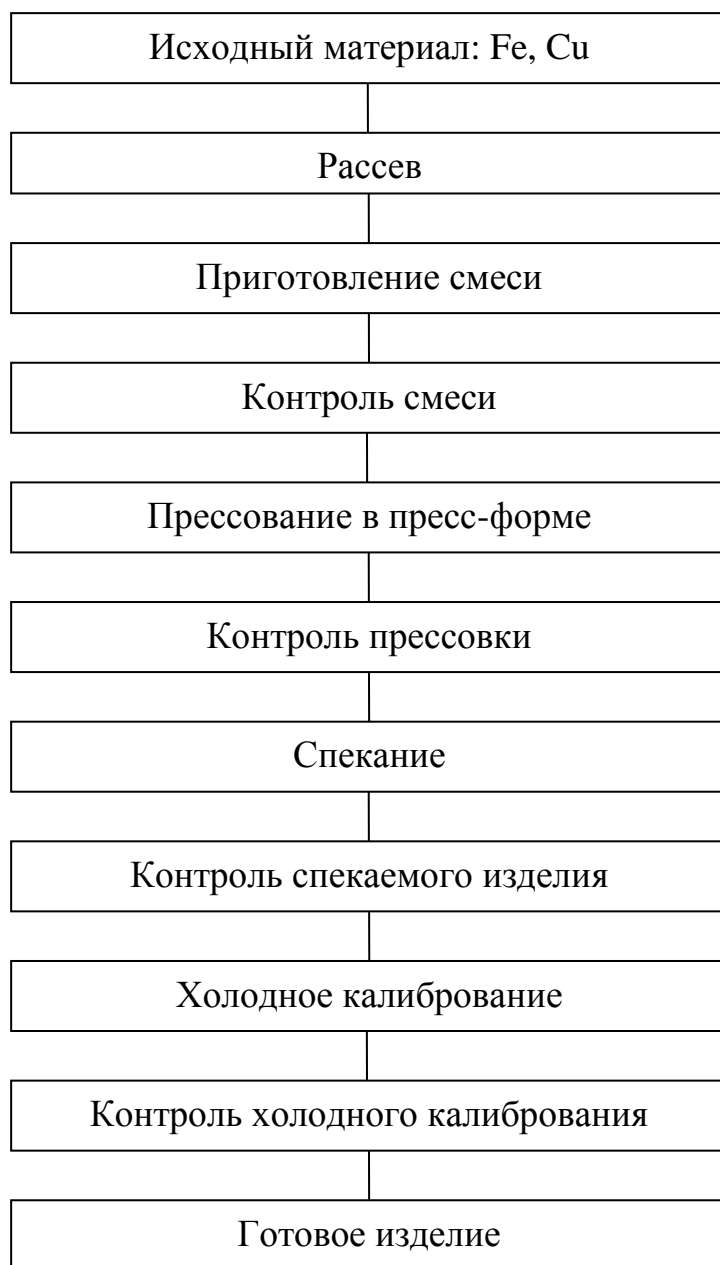 Исходный материал: Fe, Cu
Рассев
Приготовление смеси
Контроль смеси
Прессование в пресс-форме
Контроль прессовки
Спекание
Контроль спекаемого изделия
Холодное калибрование
Контроль холодного калибрования
Готовое изделие